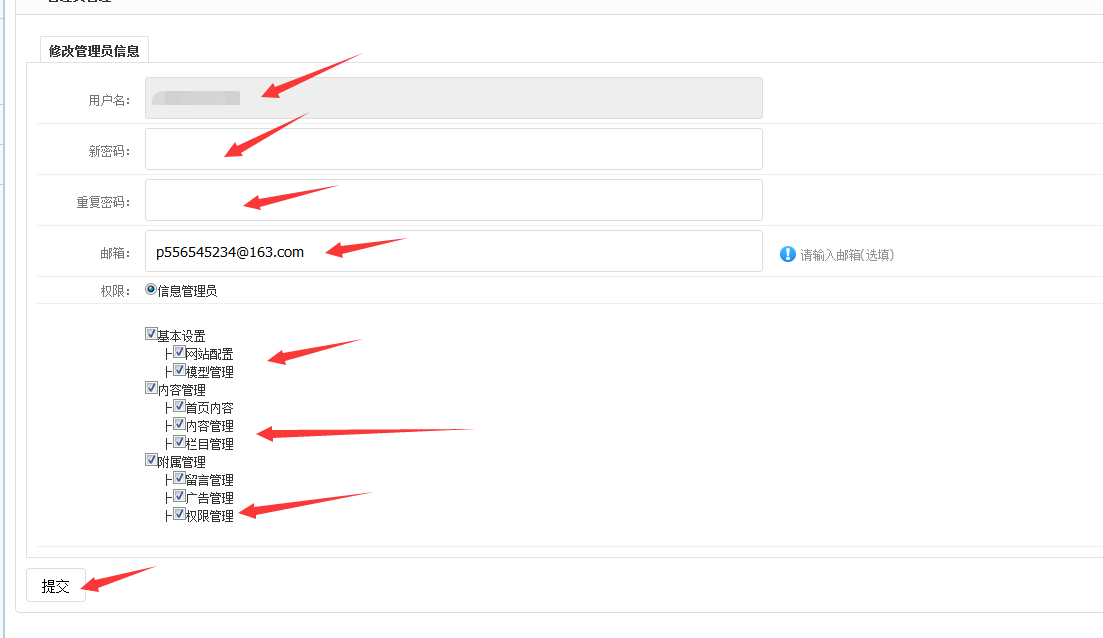 修改管理员信息
用户名：
新密码：
重复密码：
邮箱： p556545234@163.com 请输入邮箱(选填)
权限： 信息管理员
基本设置
├网站配置
├模型管理
内容管理
├首页内容
├内容管理
├栏目管理
附属管理
├留言管理
├广告管理
├权限管理
提交